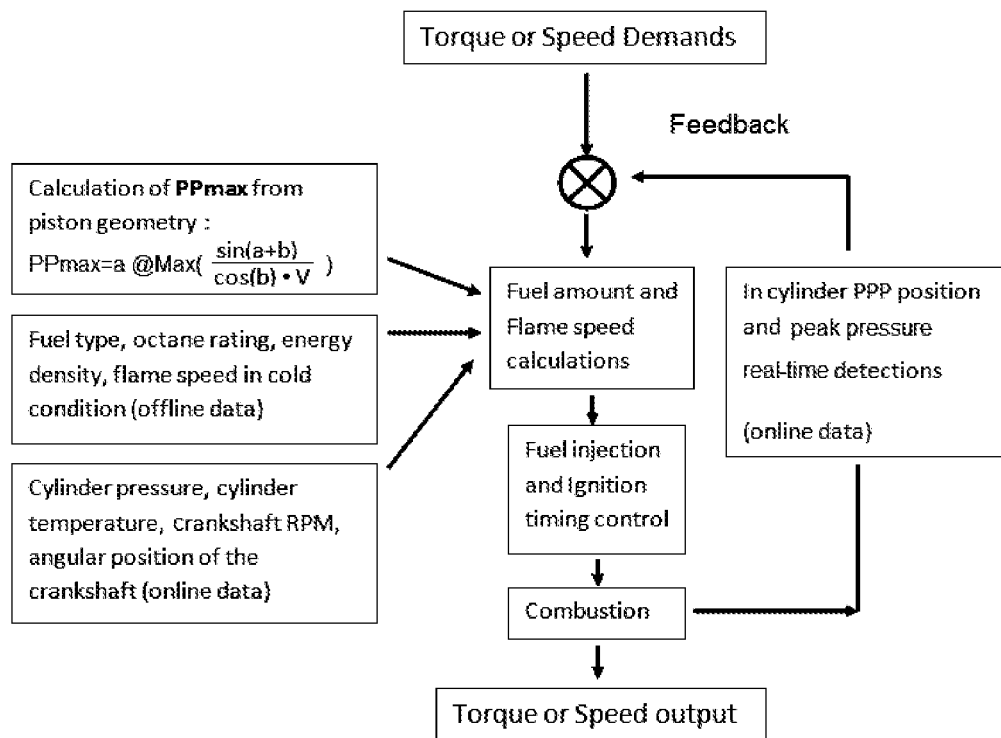 Torque or Speed Demands
Feedback
Calculation of PPmax from
piston geometry :
PPmax=a @Max( sin(a+b) / cos(b) • V )
Fuel type, octane rating, energy
density, flame speed in cold
condition (offline data)
Cylinder pressure, cylinder
temperature, crankshaft RPM,
angular position of the
crankshaft (online data)
Fuel amount and
Flame speed
calculations
In cylinder PPP position
and peak pressure
real-time detections
(online data)
Fuel injection
and Ignition
timing control
Combustion
Torque or Speed output